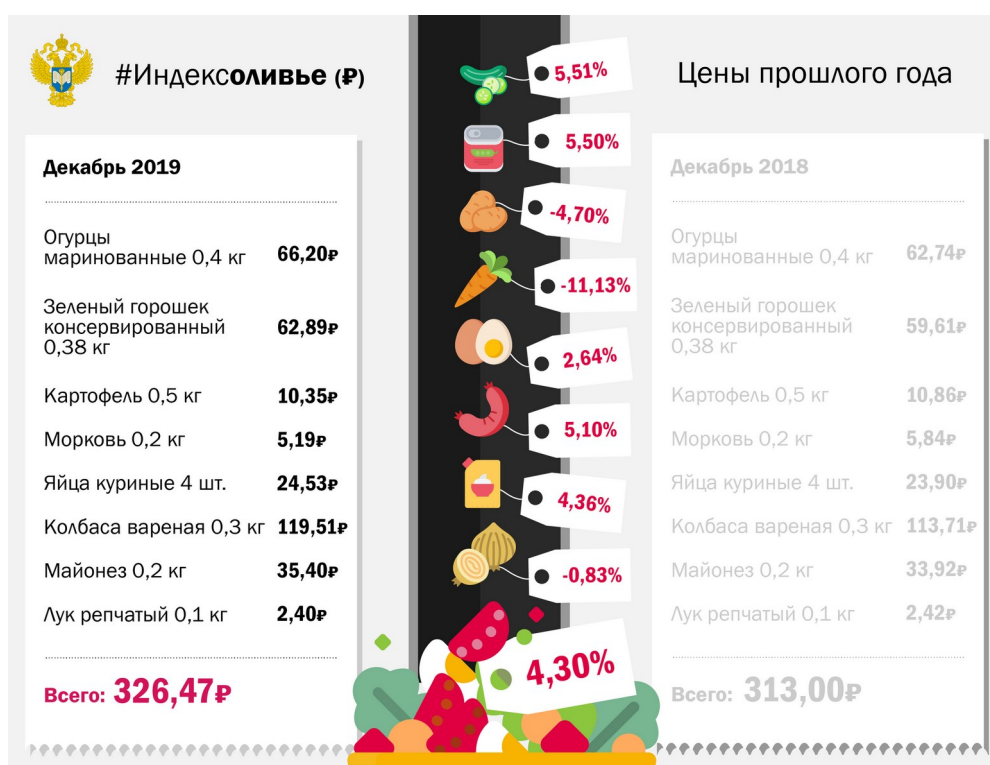 #Индексоливье (₽)
Декабрь 2019
Огурцы
маринованные 0,4 кг 66,20₽
Зеленый горошек
консервированный 62,89₽
0,38 кг
Картофель 0,5 кг 10,35₽
Морковь 0,2 кг 5,19₽
Яйца куриные 4 шт. 24,53₽
Колбаса вареная 0,3 кг 119,51₽
Майонез 0,2 кг 35,40₽
Лук репчатый 0,1 кг 2,40₽
Всего: 326,47₽
5,51%
5,50%
-4,70%
-11,13%
2,64%
5,10%
4,36%
-0,83%
4,30%
Цены прошлого года
Декабрь 2018
Огурцы
маринованные 0,4 кг 62,74₽
Зеленый горошек
консервированный 59,61₽
0,38 кг
Картофель 0,5 кг 10,86₽
Морковь 0,2 кг 5,84₽
Яйца куриные 4 шт. 23,90₽
Колбаса вареная 0,3 кг 113,71₽
Майонез 0,2 кг 33,92₽
Лук репчатый 0,1 кг 2,42₽
Всего: 313,00₽